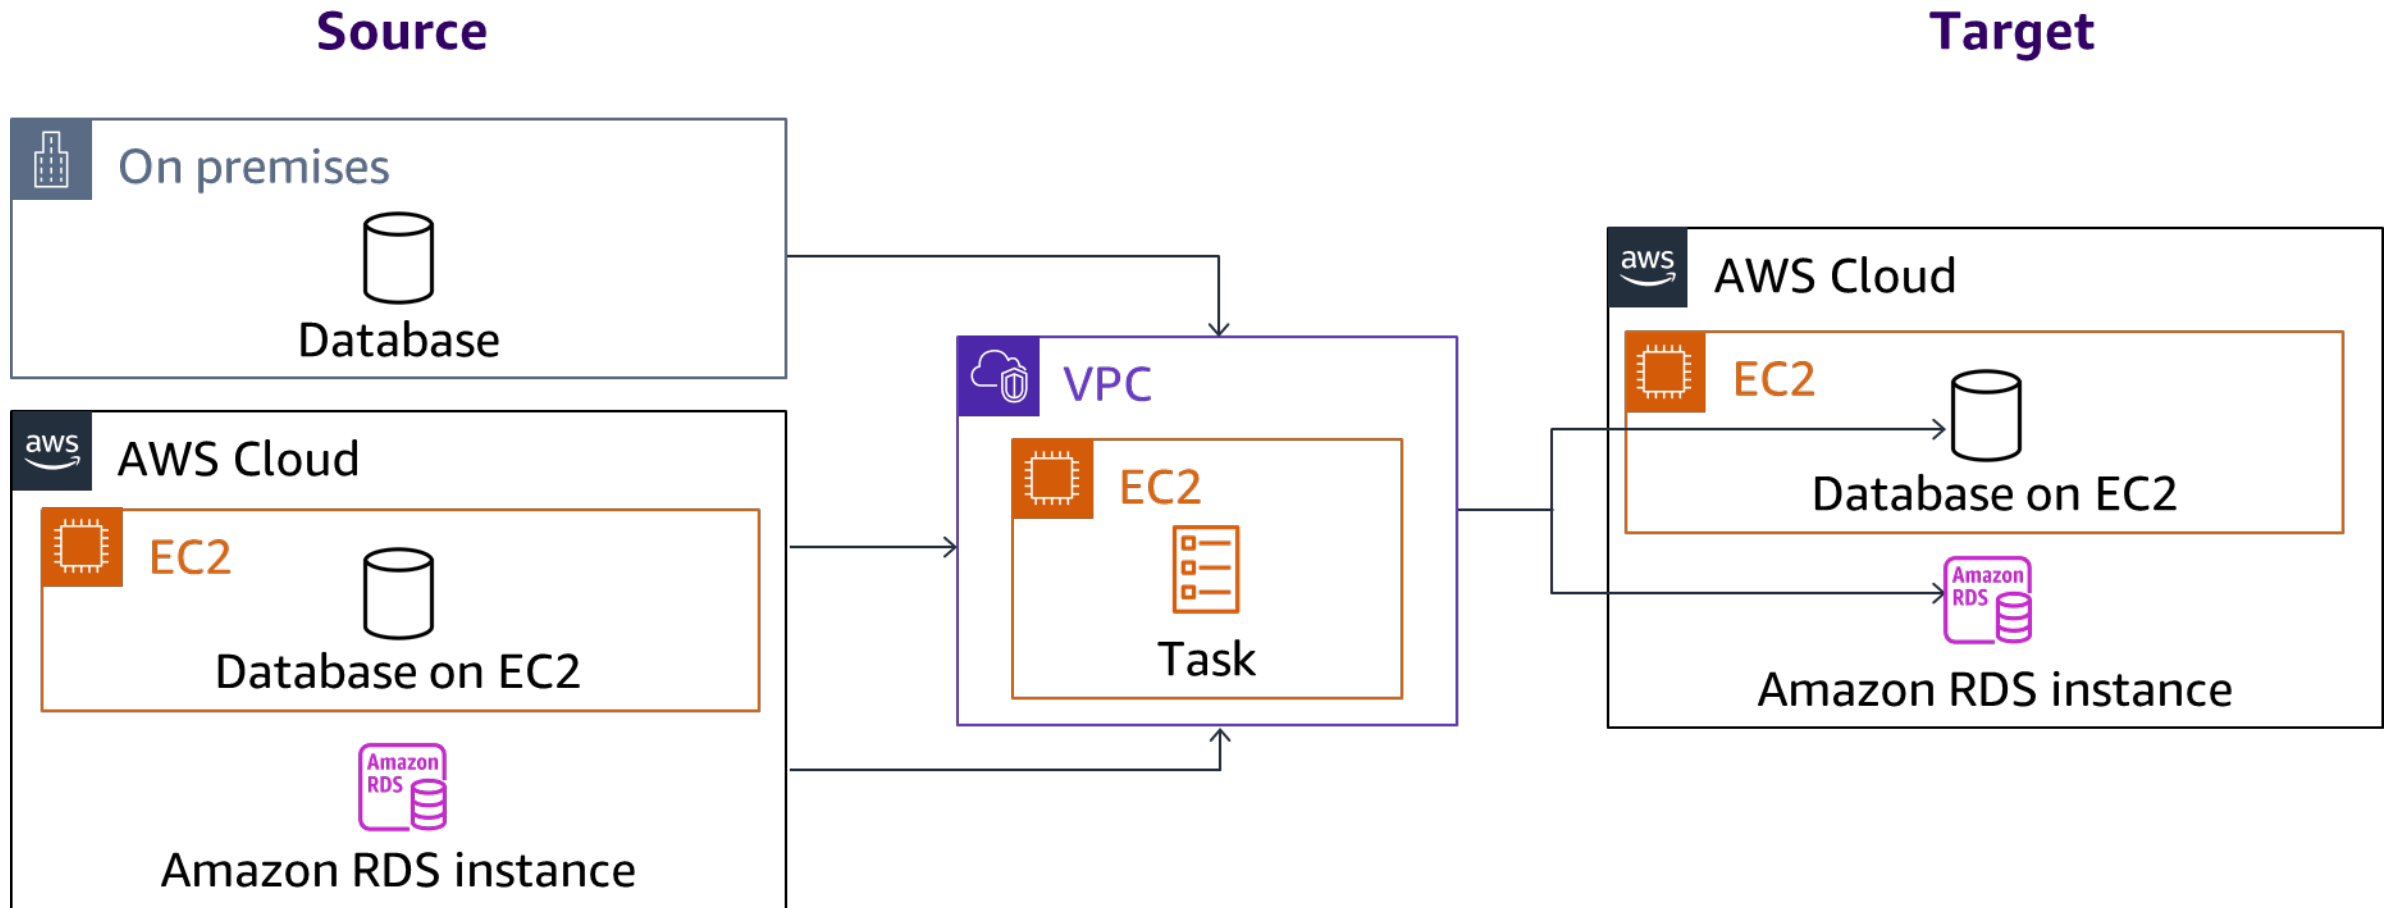 Source
Target
On premises
Database
aws
AWS Cloud
EC2
Database on EC2
Amazon
RDS
Amazon RDS instance
VPC
EC2
Task
aws
AWS Cloud
EC2
Database on EC2
Amazon
RDS
Amazon RDS instance